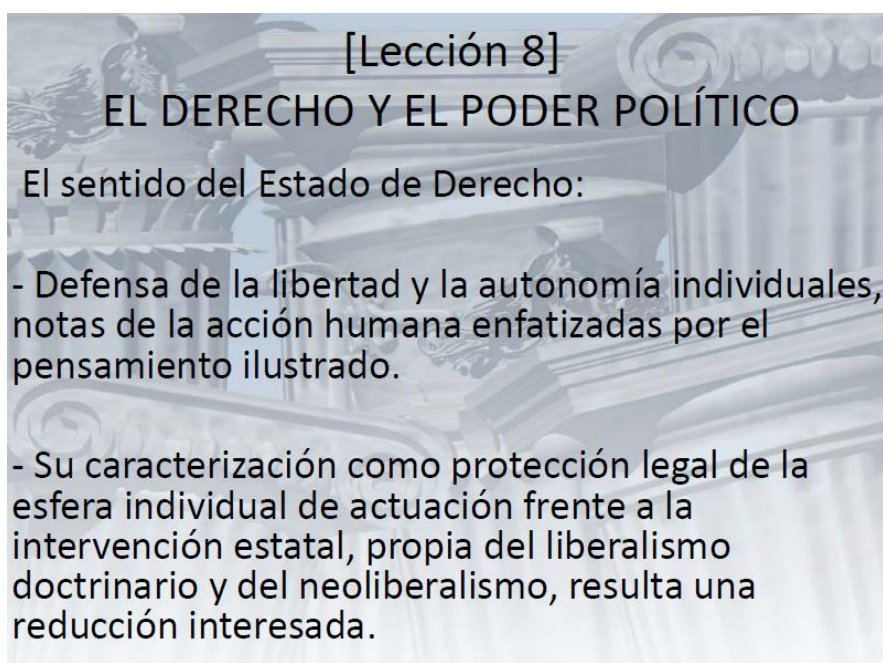 [Lección 8]
EL DERECHO Y EL PODER POLÍTICO
El sentido del Estado de Derecho:
- Defensa de la libertad y la autonomía individuales,
notas de la acción humana enfatizadas por el
pensamiento ilustrado.
- Su caracterización como protección legal de la
esfera individual de actuación frente a la
intervención estatal, propia del liberalismo
doctrinario y del neoliberalismo, resulta una
reducción interesada.